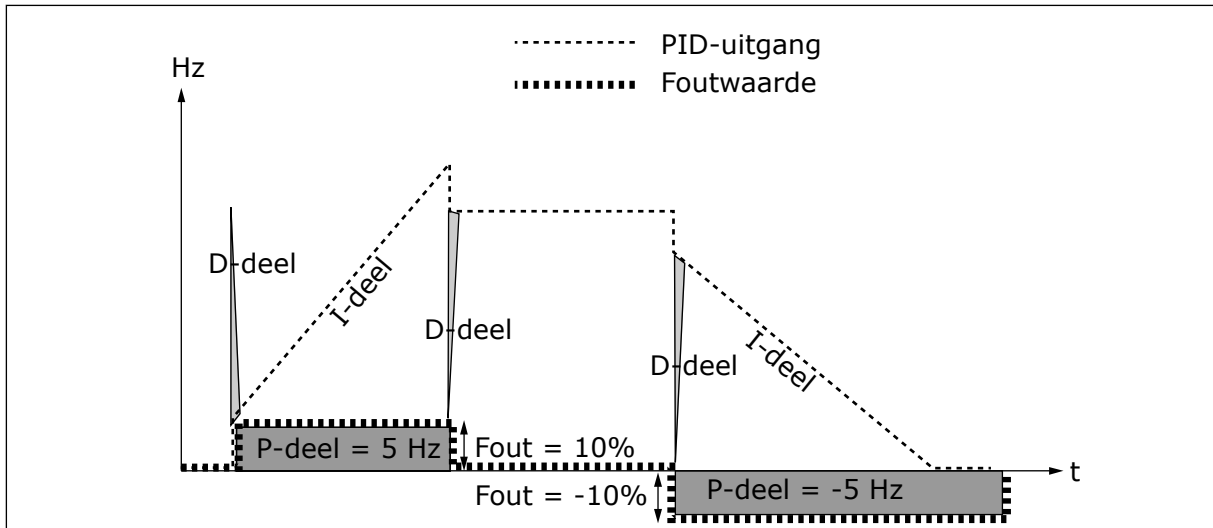 PID-uitgang
Hz
Foutwaarde
D-deel
I-deel
D-deel
I-deel
D-deel
P-deel = 5 Hz
Fout = 10%
t
Fout = -10%
P-deel = -5 Hz